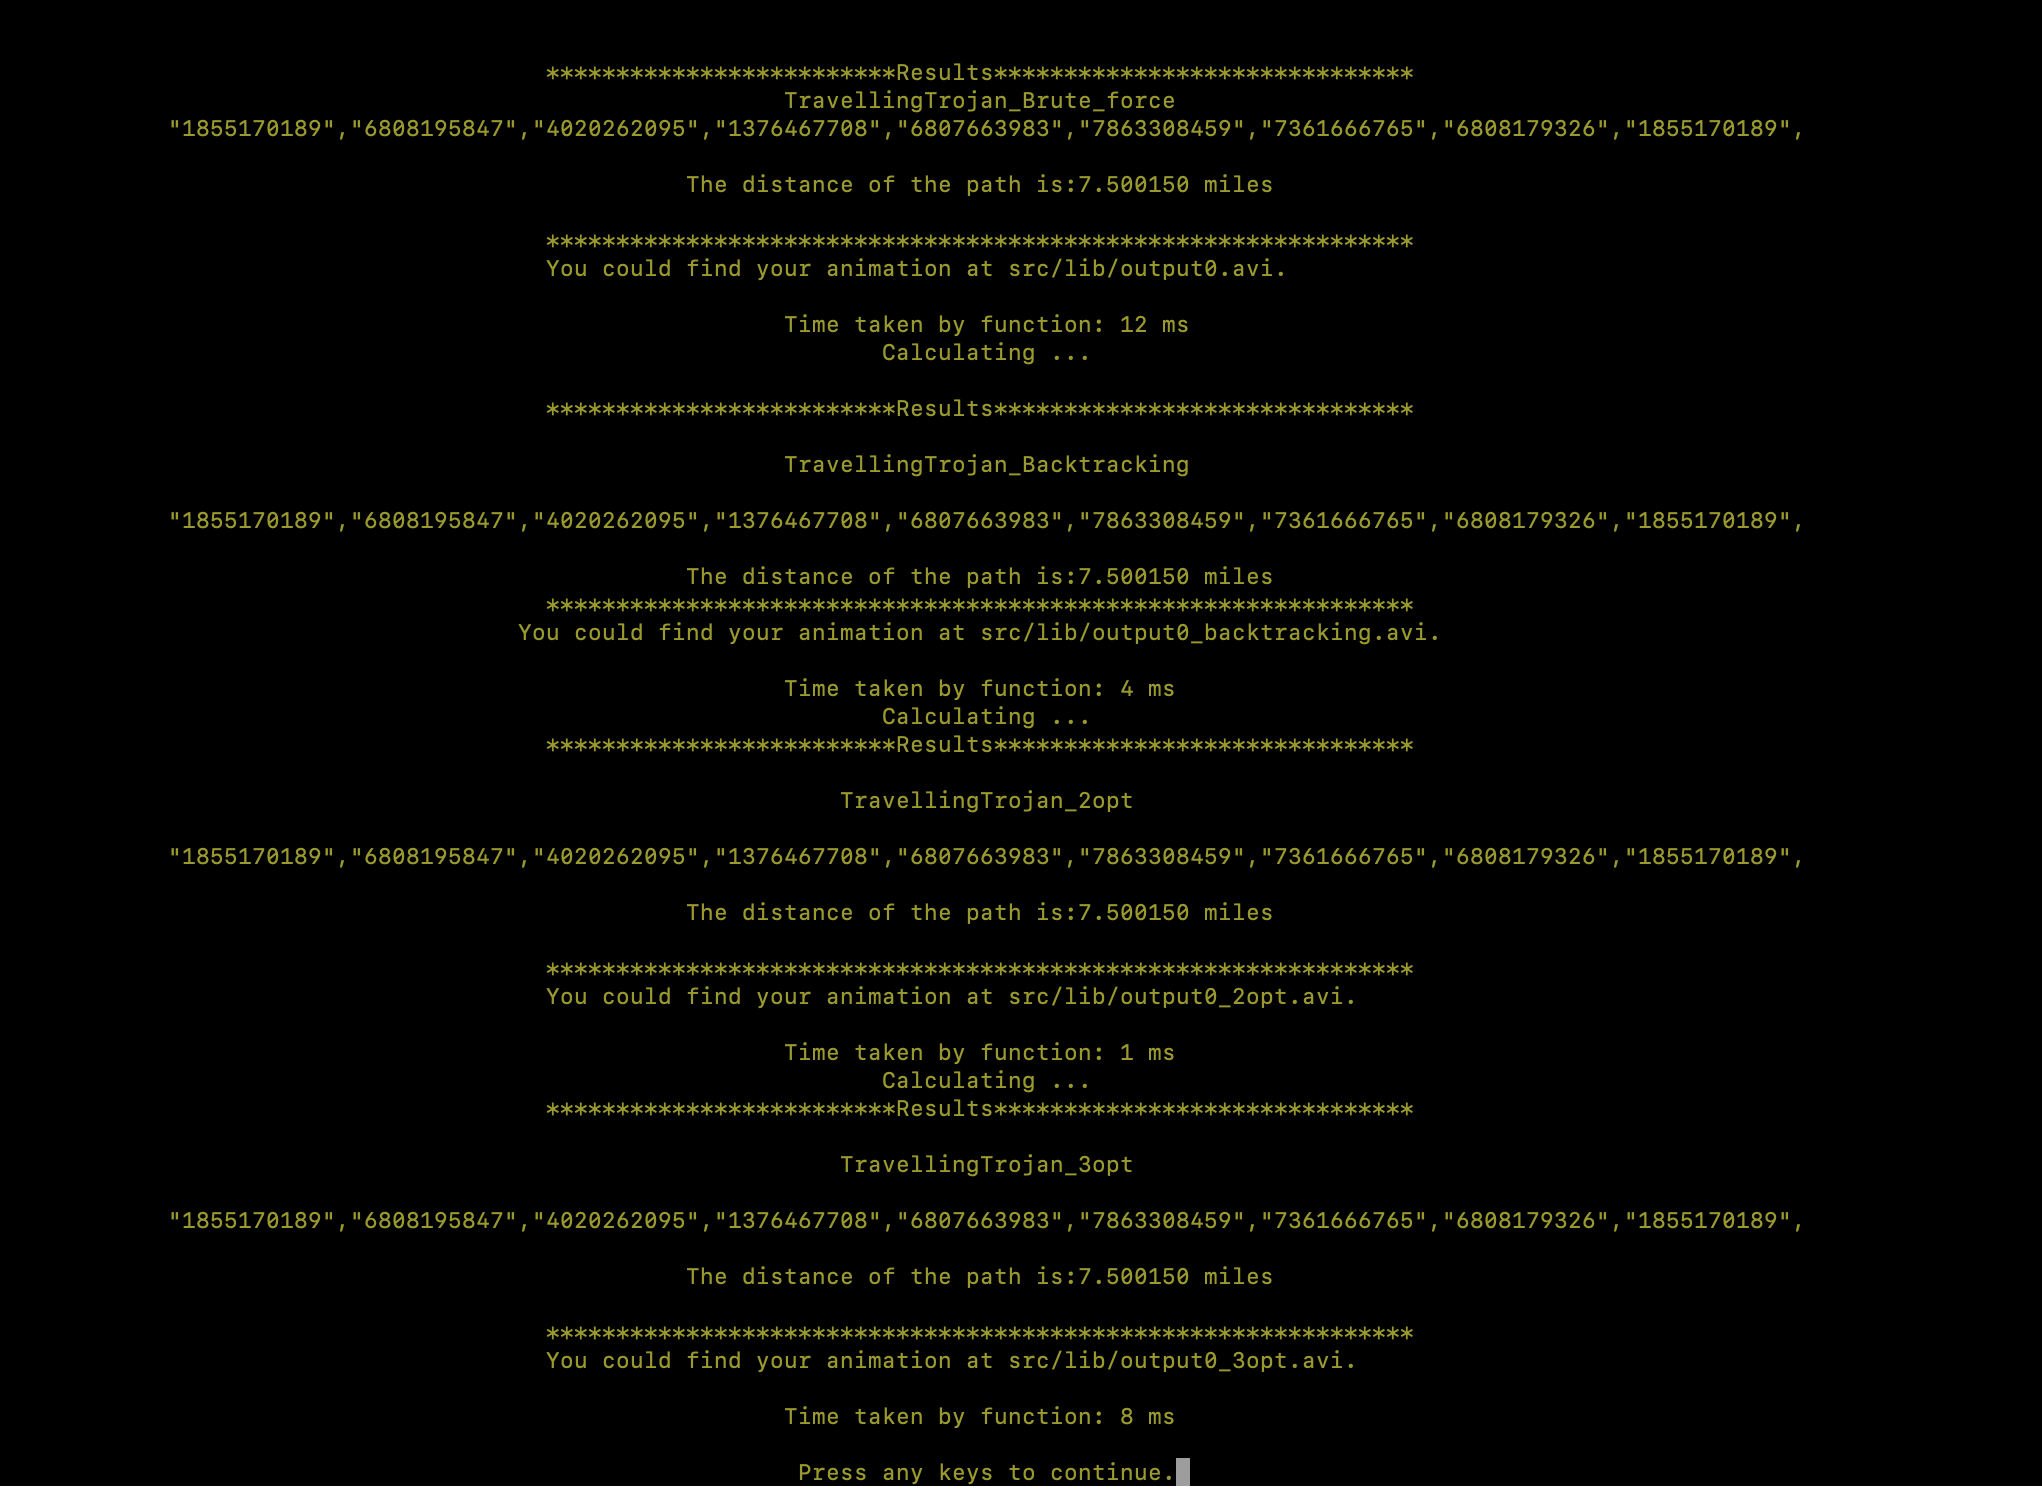 *************************Results******************************
TravellingTrojan_Brute_force
"1855170189","6808195847","4020262095","1376467708","6807663983","7863308459","7361666765","6808179326","1855170189",
The distance of the path is:7.500150 miles
**************************************************************
You could find your animation at src/lib/output0.avi.
Time taken by function: 12 ms
Calculating ...
*************************Results******************************
TravellingTrojan_Backtracking
"1855170189","6808195847","4020262095","1376467708","6807663983","7863308459","7361666765","6808179326","1855170189",
The distance of the path is:7.500150 miles
**************************************************************
You could find your animation at src/lib/output0_backtracking.avi.
Time taken by function: 4 ms
Calculating ...
*************************Results******************************
TravellingTrojan_2opt
"1855170189","6808195847","4020262095","1376467708","6807663983","7863308459","7361666765","6808179326","1855170189",
The distance of the path is:7.500150 miles
**************************************************************
You could find your animation at src/lib/output0_2opt.avi.
Time taken by function: 1 ms
Calculating ...
*************************Results******************************
TravellingTrojan_3opt
"1855170189","6808195847","4020262095","1376467708","6807663983","7863308459","7361666765","6808179326","1855170189",
The distance of the path is:7.500150 miles
**************************************************************
You could find your animation at src/lib/output0_3opt.avi.
Time taken by function: 8 ms
Press any keys to continue.